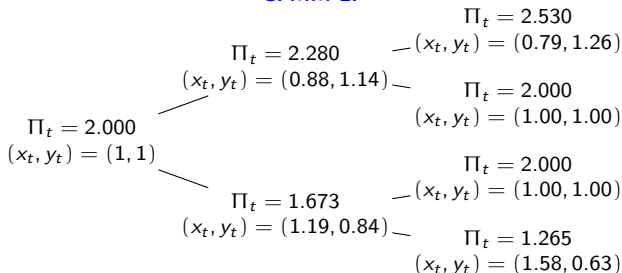 Π_t = 2.530
(x_t, y_t) = (0.79, 1.26)
Π_t = 2.280
(x_t, y_t) = (0.88, 1.14)
Π_t = 2.000
(x_t, y_t) = (1.00, 1.00)
Π_t = 2.000
(x_t, y_t) = (1, 1)
Π_t = 2.000
(x_t, y_t) = (1.00, 1.00)
Π_t = 1.673
(x_t, y_t) = (1.19, 0.84)
Π_t = 1.265
(x_t, y_t) = (1.58, 0.63)